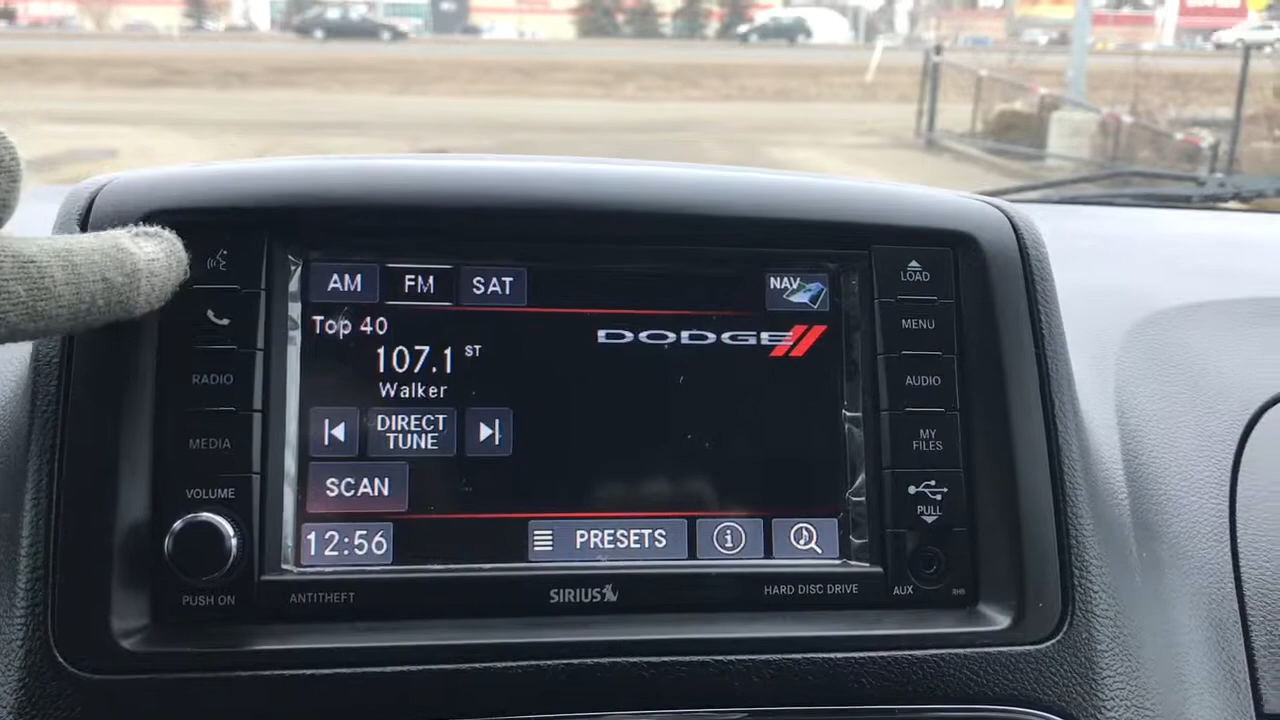 AM FM SAT NAV
Top 40
DODGE
107.1 ST
Walker
DIRECT
TUNE
SCAN
12:56 PRESETS
RADIO
MEDIA
VOLUME
PUSH ON
LOAD
MENU
AUDIO
MY
FILES
PULL
AUX RHB
ANTITHEFT SIRIUS HARD DISC DRIVE